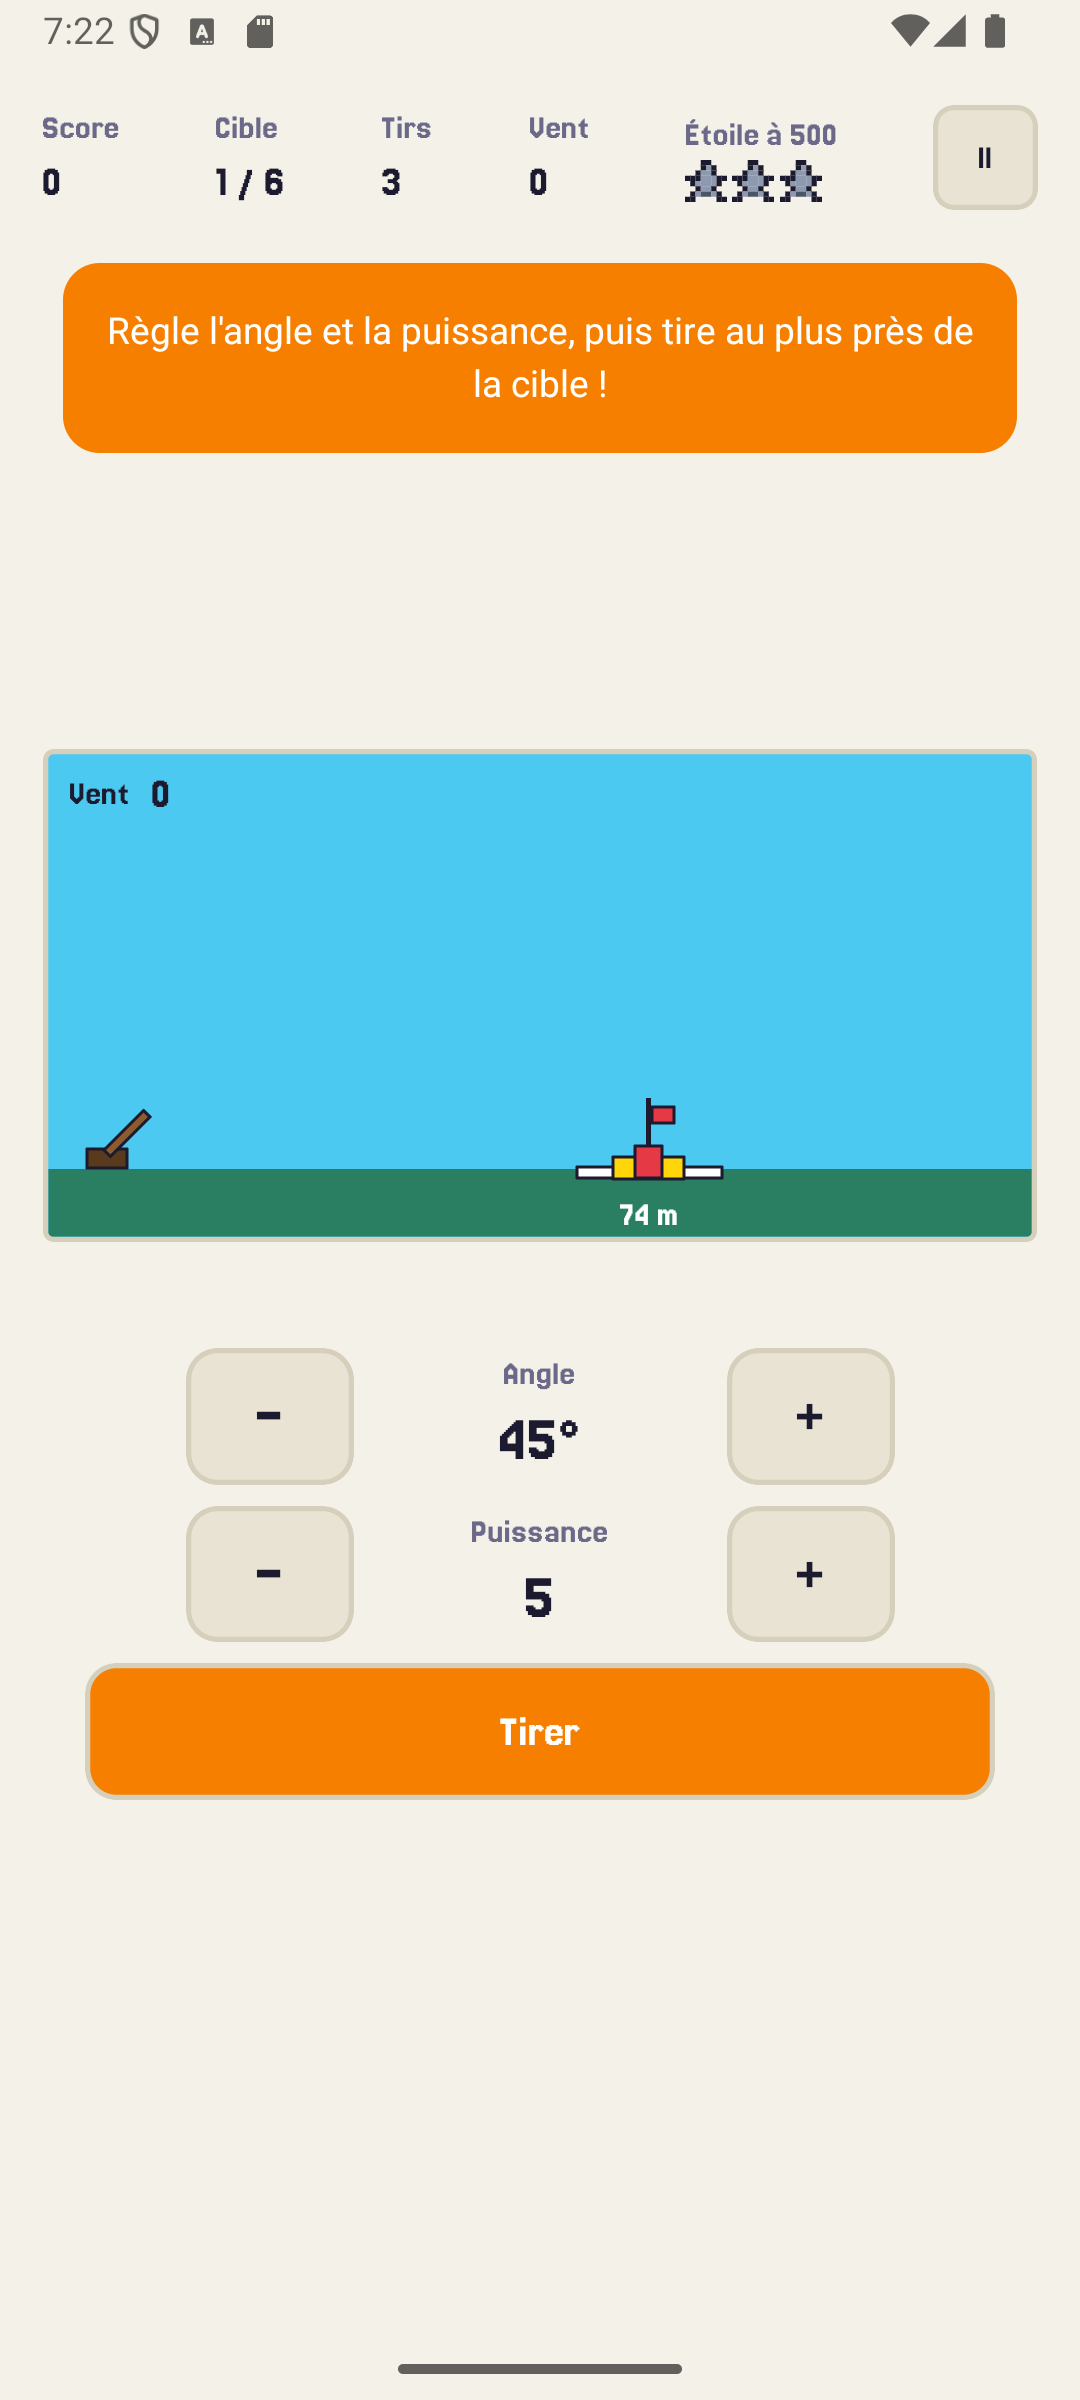 7:22
Score
0
Cible
1 / 6
Tirs
3
Vent
0
Étoile à 500
Règle l'angle et la puissance, puis tire au plus près de
la cible !
Vent 0
74 m
Angle
- 45° +
Puissance
- 5 +
Tirer